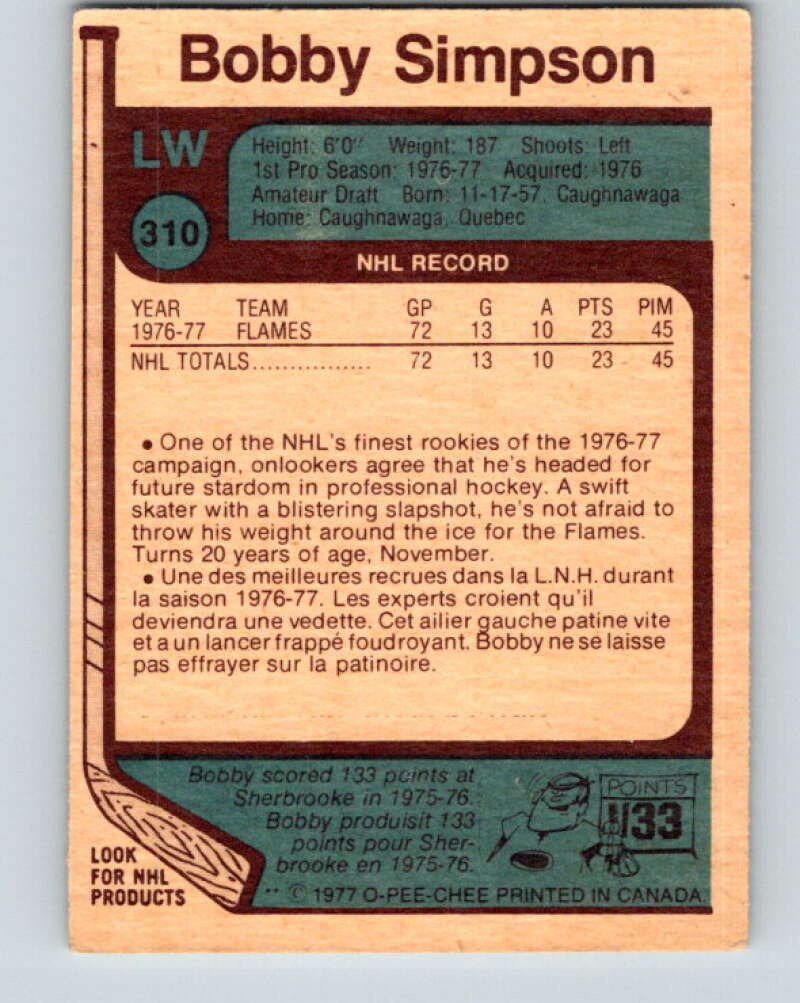 Bobby Simpson
LW
310
Height: 6'0" Weight: 187 Shoots: Left
1st Pro Season: 1976-77 Acquired: 1976
Amateur Draft Born: 11-17-57, Caughnawaga
Home: Caughnawaga, Quebec
NHL RECORD
YEAR TEAM GP G A PTS PIM
1976-77 FLAMES 72 13 10 23 45
NHL TOTALS................ 72 13 10 23 45
• One of the NHL's finest rookies of the 1976-77
campaign, onlookers agree that he's headed for
future stardom in professional hockey. A swift
skater with a blistering slapshot, he's not afraid to
throw his weight around the ice for the Flames.
Turns 20 years of age, November.
• Une des meilleures recrues dans la L.N.H. durant
la saison 1976-77. Les experts croient qu'il
deviendra une vedette. Cet ailier gauche patine vite
et a un lancer frappé foudroyant. Bobby ne se laisse
pas effrayer sur la patinoire.
Bobby scored 133 points at
Sherbrooke in 1975-76.
Bobby produisit 133
points pour Sher-
brooke en 1975-76.
POINTS
133
LOOK
FOR NHL
PRODUCTS
** © 1977 O-PEE-CHEE PRINTED IN CANADA.